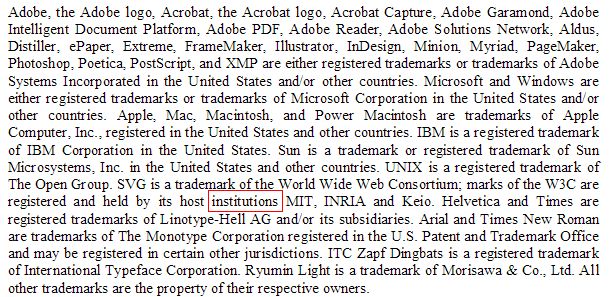 Adobe, the Adobe logo, Acrobat, the Acrobat logo, Acrobat Capture, Adobe Garamond, Adobe
Intelligent Document Platform, Adobe PDF, Adobe Reader, Adobe Solutions Network, Aldus,
Distiller, ePaper, Extreme, FrameMaker, Illustrator, InDesign, Minion, Myriad, PageMaker,
Photoshop, Poetica, PostScript, and XMP are either registered trademarks or trademarks of Adobe
Systems Incorporated in the United States and/or other countries. Microsoft and Windows are
either registered trademarks or trademarks of Microsoft Corporation in the United States and/or
other countries. Apple, Mac, Macintosh, and Power Macintosh are trademarks of Apple
Computer, Inc., registered in the United States and other countries. IBM is a registered trademark
of IBM Corporation in the United States. Sun is a trademark or registered trademark of Sun
Microsystems, Inc. in the United States and other countries. UNIX is a registered trademark of
The Open Group. SVG is a trademark of the World Wide Web Consortium; marks of the W3C are
registered and held by its host institutions MIT, INRIA and Keio. Helvetica and Times are
registered trademarks of Linotype-Hell AG and/or its subsidiaries. Arial and Times New Roman
are trademarks of The Monotype Corporation registered in the U.S. Patent and Trademark Office
and may be registered in certain other jurisdictions. ITC Zapf Dingbats is a registered trademark
of International Typeface Corporation. Ryumin Light is a trademark of Morisawa & Co., Ltd. All
other trademarks are the property of their respective owners.